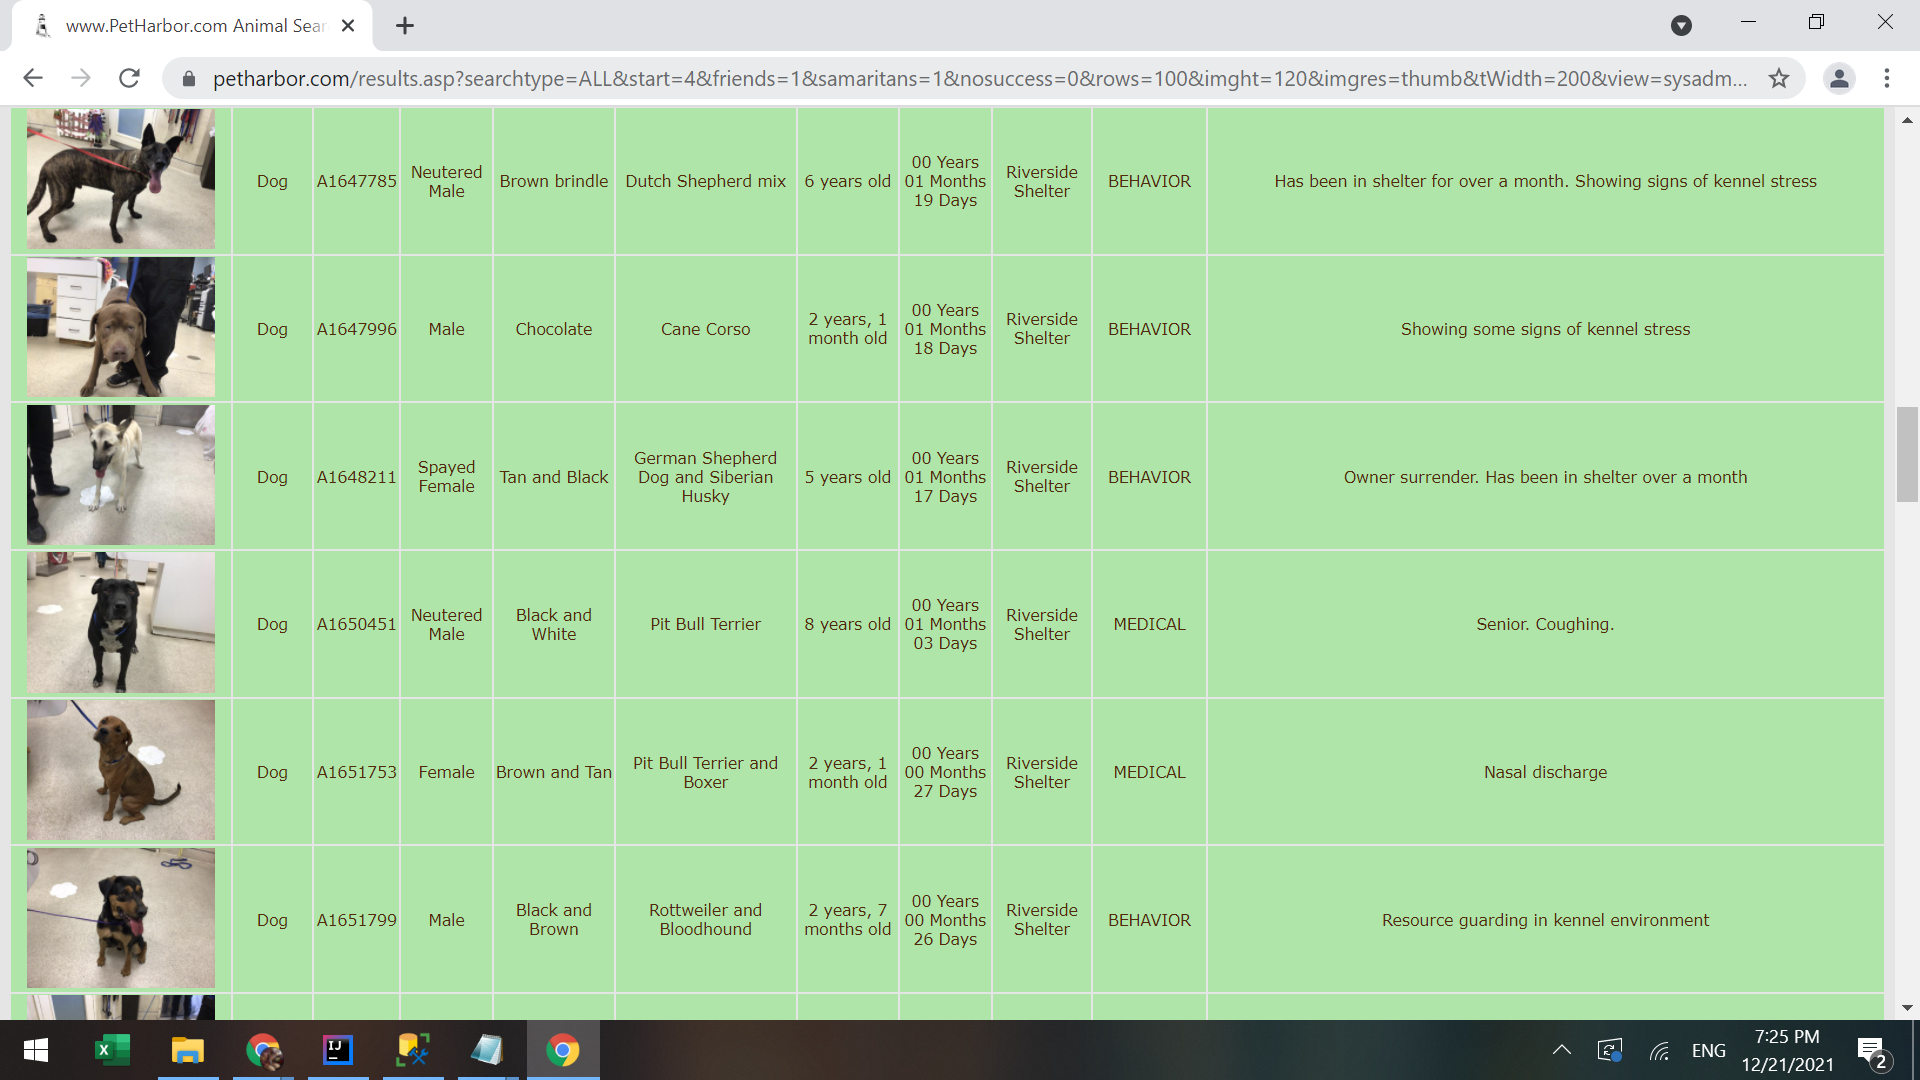 www.PetHarbor.com Animal Sear
petharbor.com/results.asp?searchtype=ALL&start=4&friends=1&samaritans=1&nosuccess=0&rows=100&imght=120&imgres=thumb&tWidth=200&view=sysadm...
Dog
A1647785
Neutered
Male
Brown brindle
Dutch Shepherd mix
6 years old
00 Years
01 Months
19 Days
Riverside
Shelter
BEHAVIOR
Has been in shelter for over a month. Showing signs of kennel stress
Dog
A1647996
Male
Chocolate
Cane Corso
2 years, 1
month old
00 Years
01 Months
18 Days
Riverside
Shelter
BEHAVIOR
Showing some signs of kennel stress
Dog
A1648211
Spayed
Female
Tan and Black
German Shepherd
Dog and Siberian
Husky
5 years old
00 Years
01 Months
17 Days
Riverside
Shelter
BEHAVIOR
Owner surrender. Has been in shelter over a month
Dog
A1650451
Neutered
Male
Black and
White
Pit Bull Terrier
8 years old
00 Years
01 Months
03 Days
Riverside
Shelter
MEDICAL
Senior. Coughing.
Dog
A1651753
Female
Brown and Tan
Pit Bull Terrier and
Boxer
2 years, 1
month old
00 Years
00 Months
27 Days
Riverside
Shelter
MEDICAL
Nasal discharge
Dog
A1651799
Male
Black and
Brown
Rottweiler and
Bloodhound
2 years, 7
months old
00 Years
00 Months
26 Days
Riverside
Shelter
BEHAVIOR
Resource guarding in kennel environment
IJ
ENG
7:25 PM
12/21/2021
2